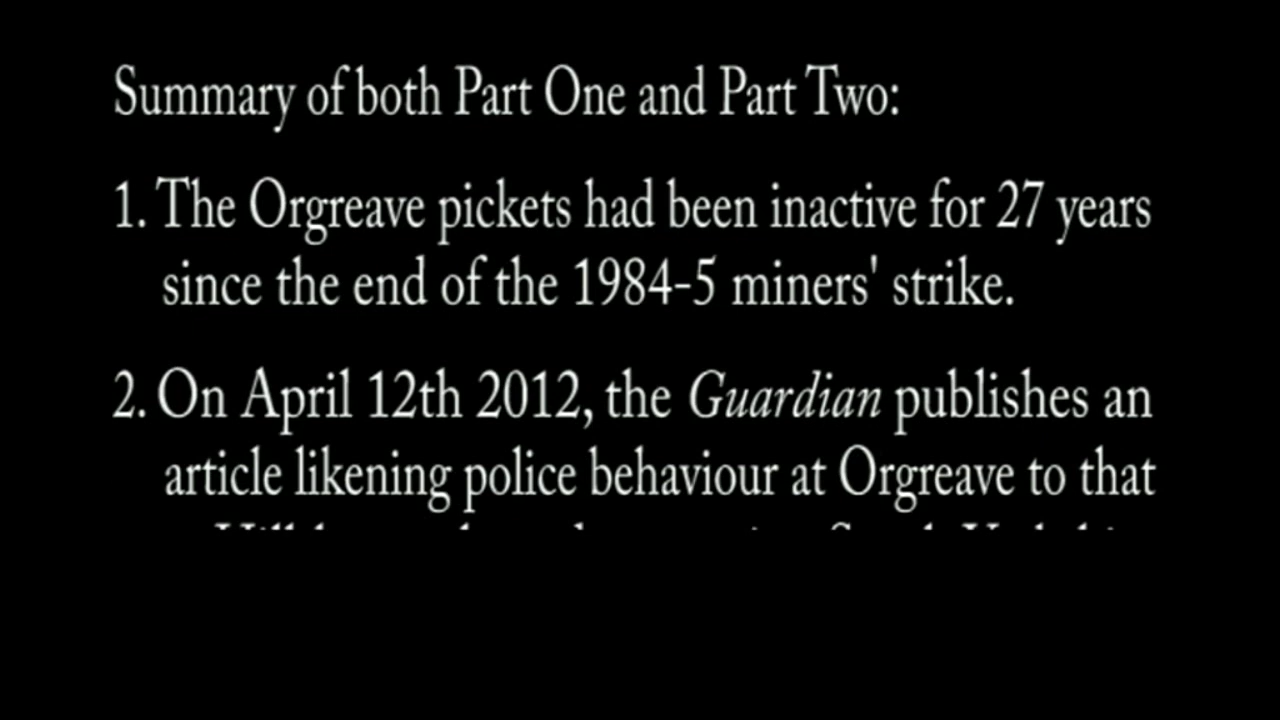 Summary of both Part One and Part Two:
1. The Orgreave pickets had been inactive for 27 years
since the end of the 1984-5 miners' strike.
2. On April 12th 2012, the Guardian publishes an
article likening police behaviour at Orgreave to that